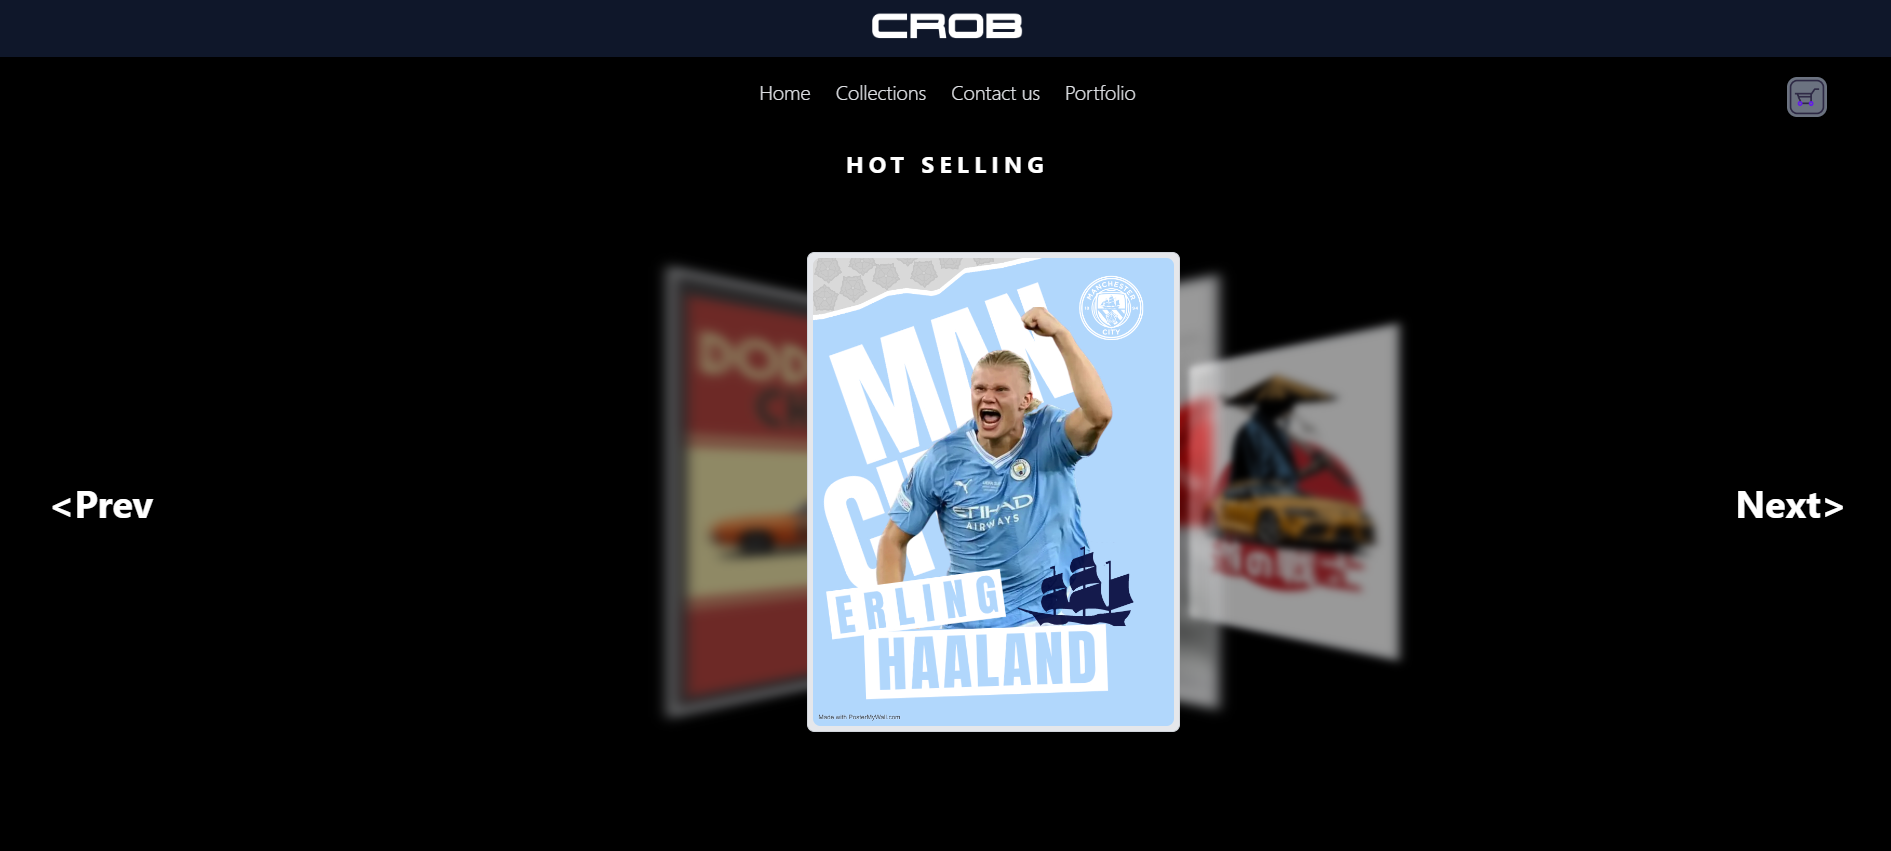 CROB
Home Collections Contact us Portfolio
HOT SELLING
MANCHESTER
CITY
MAN
DOD
<Prev
Next>
ETIHAD
AIRWAYS
ERLING
HAALAND
Made with PosterMyWall.com